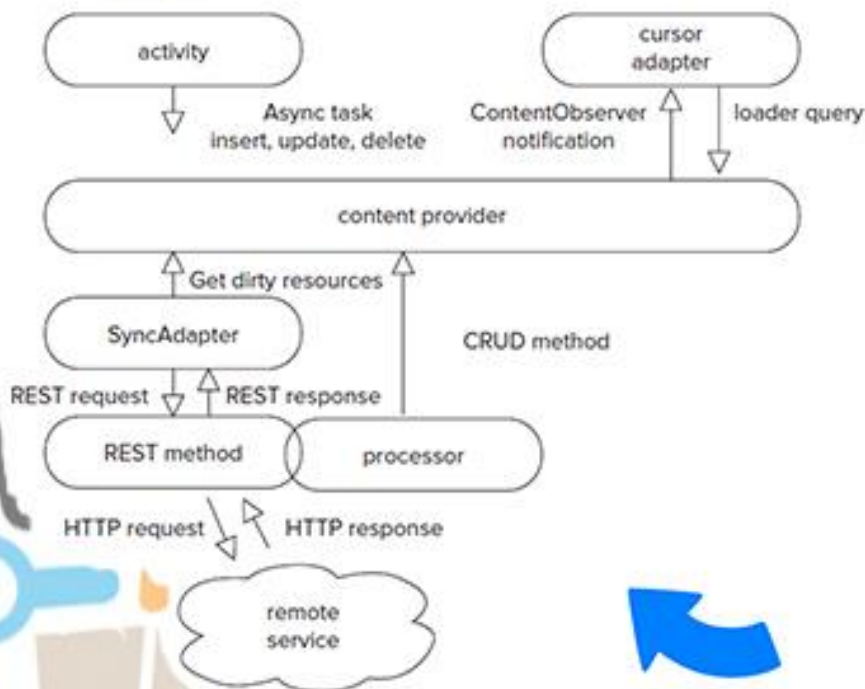 activity
cursor
adapter
Async task
insert, update, delete
ContentObserver
notification
loader query
content provider
Get dirty resources
SyncAdapter
CRUD method
REST request
REST response
REST method
processor
HTTP request
HTTP response
remote
service